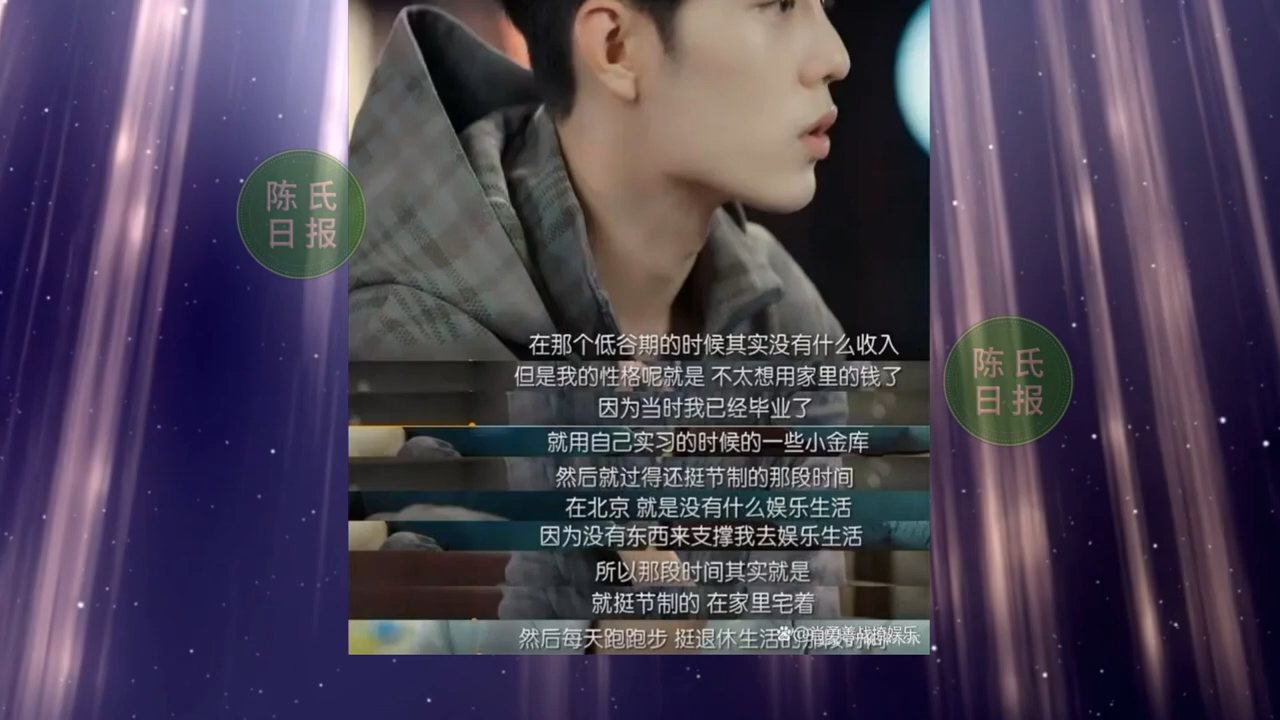 陈氏
日报
在那个低谷期的时候其实没有什么收入
但是我的性格呢就是 不太想用家里的钱了
因为当时我已经毕业了
就用自己实习的时候的一些小金库
然后就过得还挺节制的那段时间
在北京 就是没有什么娱乐生活
因为没有东西来支撑我去娱乐生活
所以那段时间其实就是
就挺节制的 在家里宅着
然后每天跑跑步 挺退休生活的那段时间
陈氏
日报